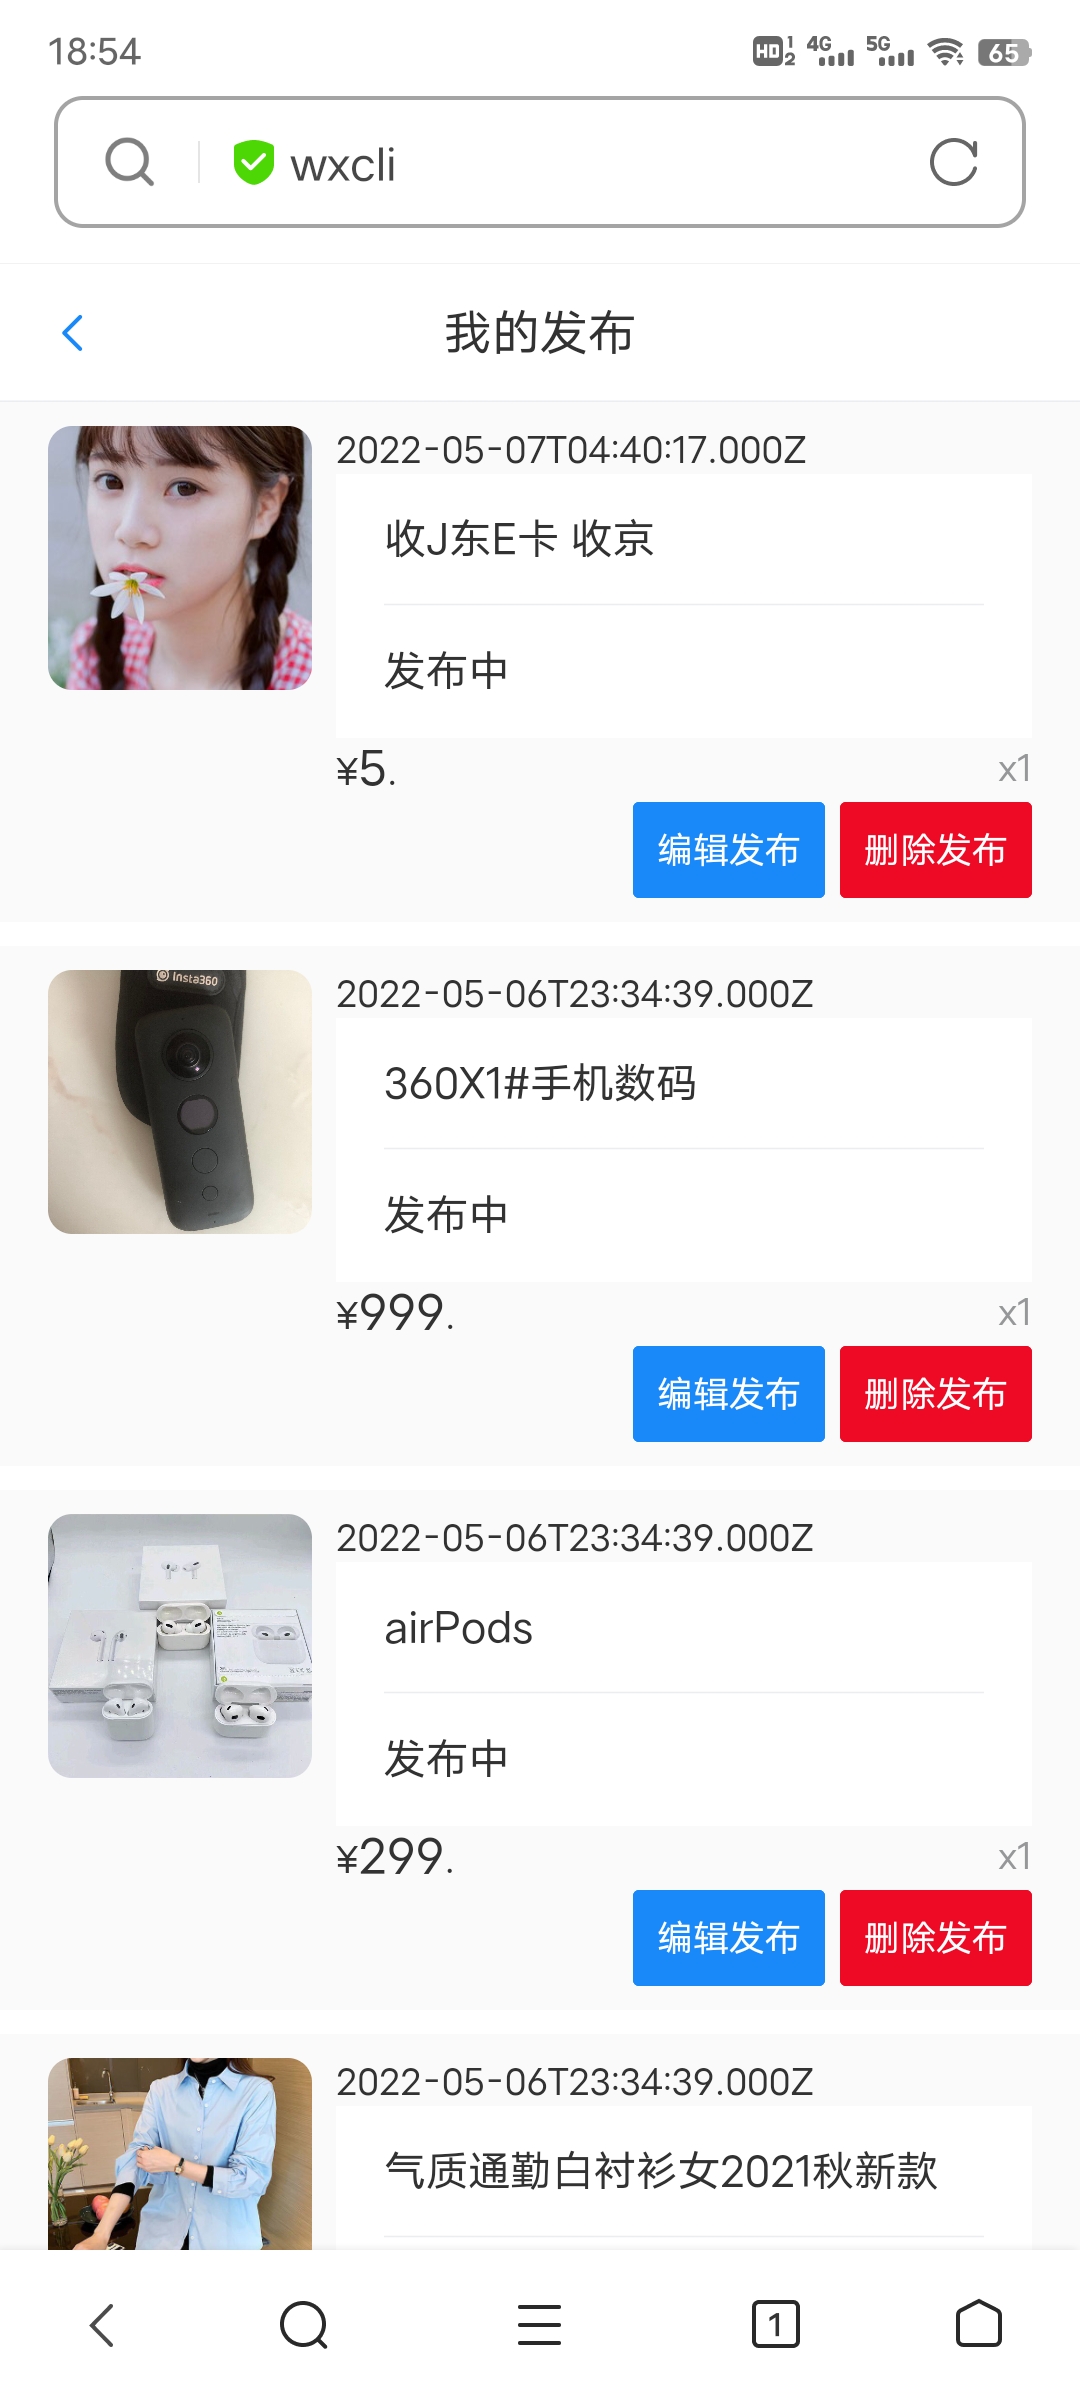 18:54
HD 1 2 4G 5G 65
wxcli
我的发布
2022-05-07T04:40:17.000Z
收J东E卡 收京
发布中
¥5.
x1
编辑发布 删除发布
Insta360
2022-05-06T23:34:39.000Z
360X1#手机数码
发布中
¥999.
x1
编辑发布 删除发布
2022-05-06T23:34:39.000Z
airPods
发布中
¥299.
x1
编辑发布 删除发布
2022-05-06T23:34:39.000Z
气质通勤白衬衫女2021秋新款
1